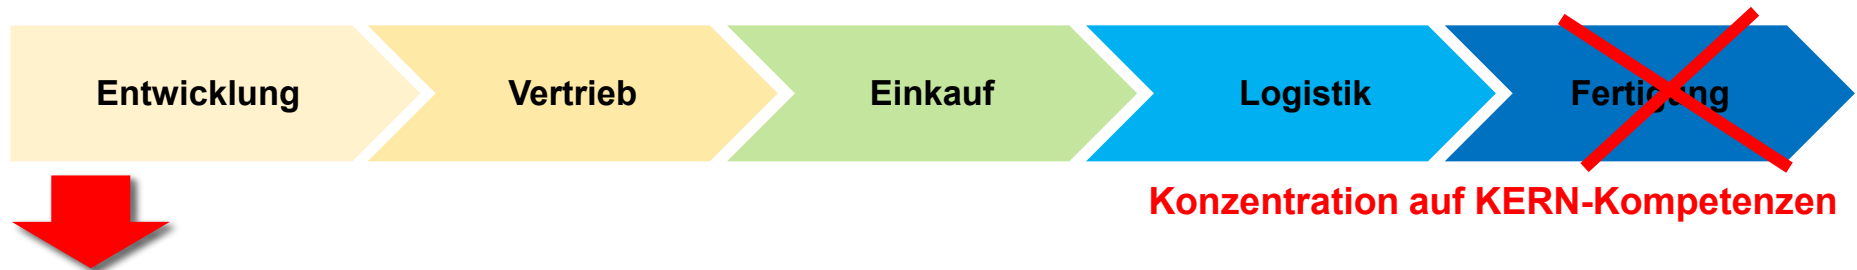 Entwicklung
Vertrieb
Einkauf
Logistik
Fertigung
Konzentration auf KERN-Kompetenzen